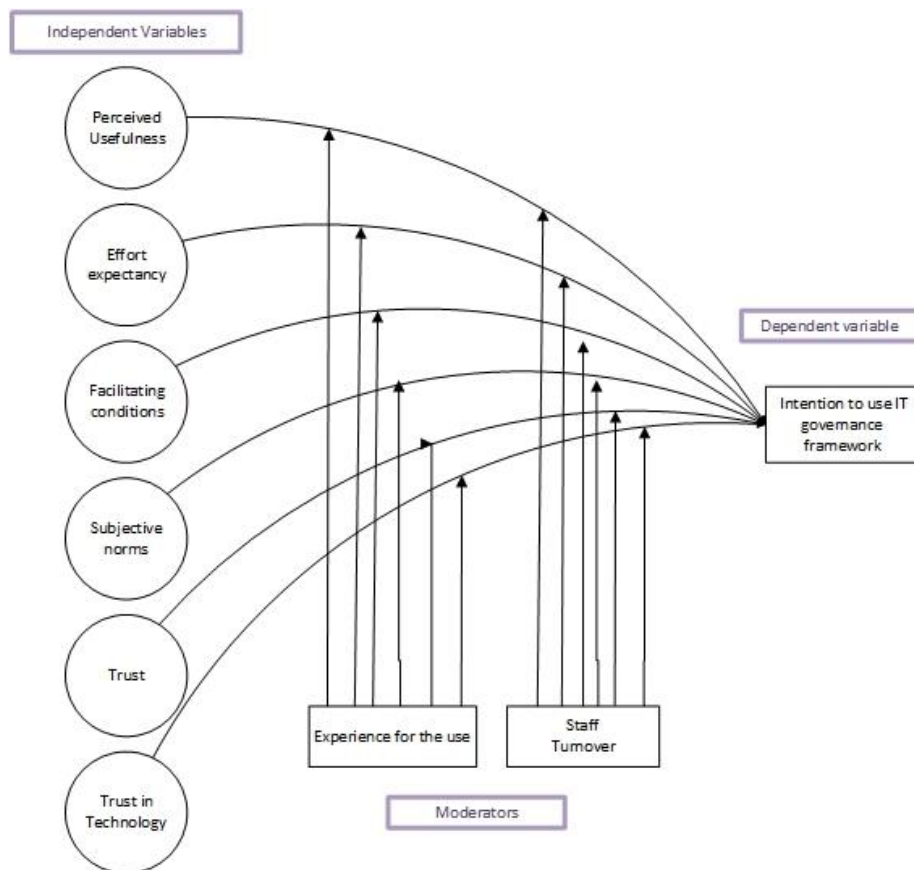 Independent Variables
Perceived
Usefulness
Effort
expectancy
Facilitating
conditions
Subjective
norms
Trust
Trust in
Technology
Experience for the use
Staff
Turnover
Moderators
Dependent variable
Intention to use IT
governance
framework